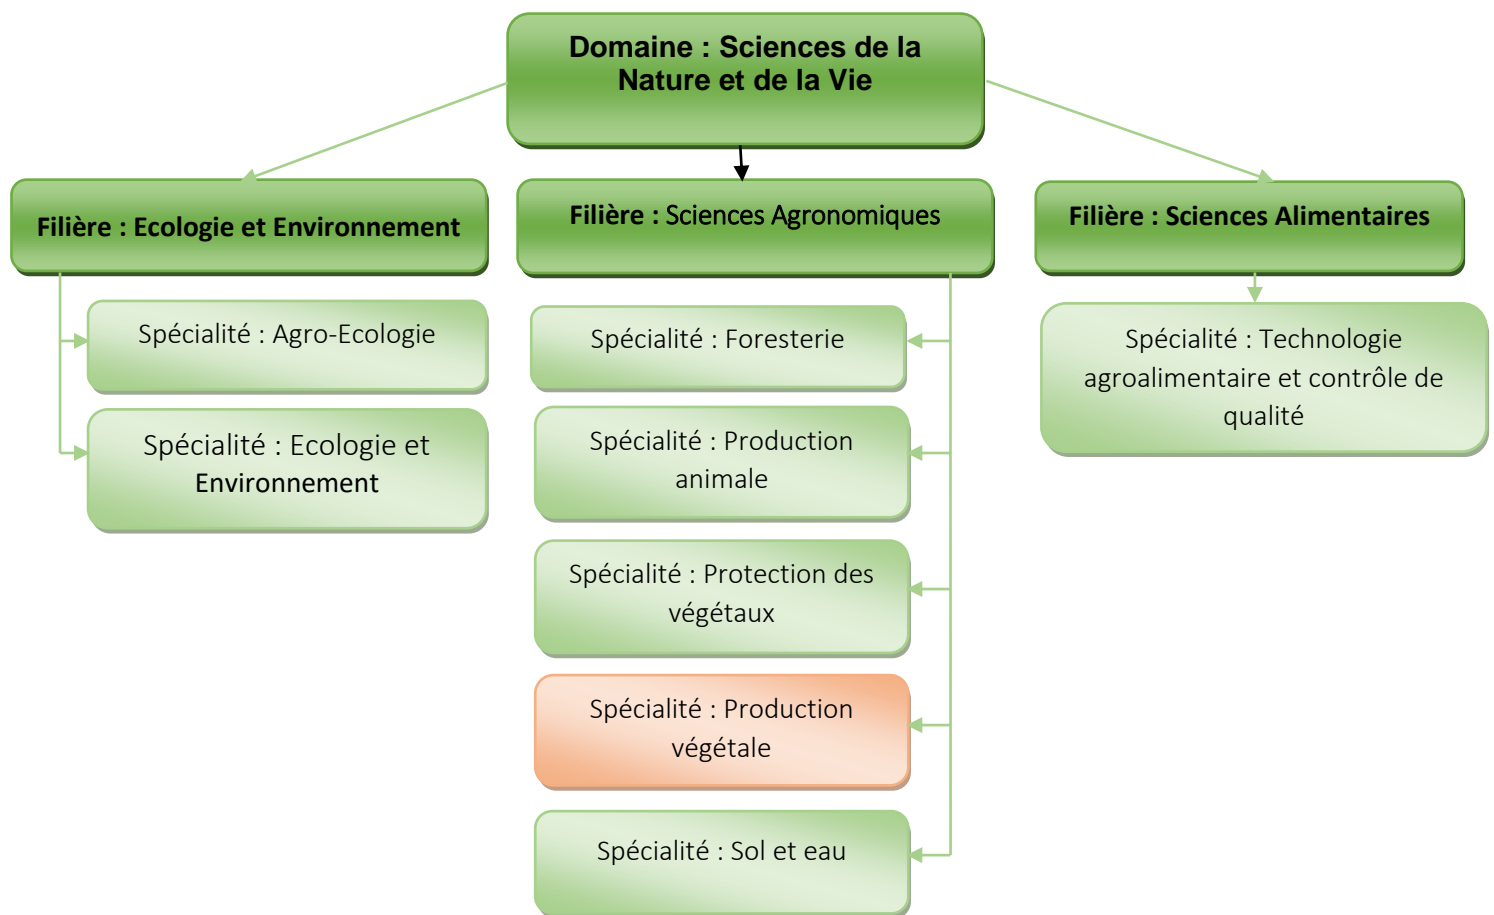 Domaine : Sciences de la
Nature et de la Vie
Filière : Ecologie et Environnement
Filière : Sciences Agronomiques
Filière : Sciences Alimentaires
Spécialité : Agro-Ecologie
Spécialité : Ecologie et
Environnement
Spécialité : Foresterie
Spécialité : Production
animale
Spécialité : Protection des
végétaux
Spécialité : Production
végétale
Spécialité : Sol et eau
Spécialité : Technologie
agroalimentaire et contrôle de
qualité